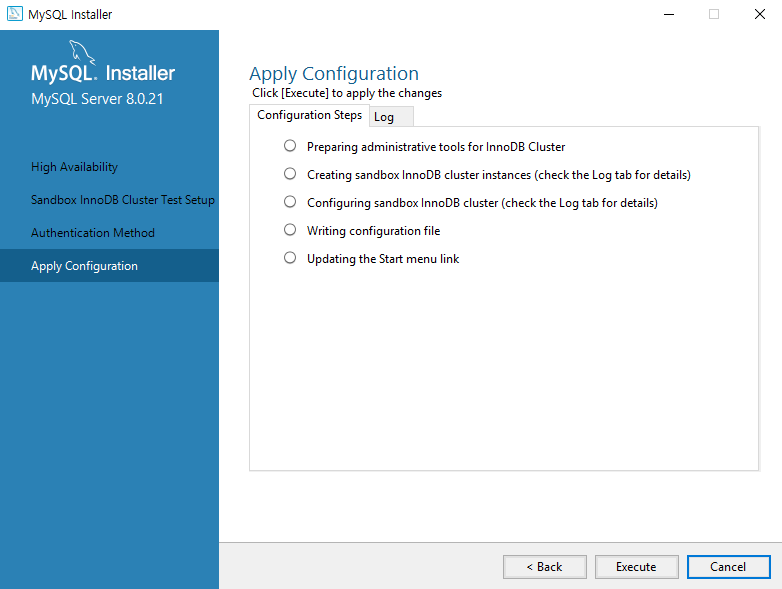 MySQL Installer
MySQL. Installer
MySQL Server 8.0.21
High Availability
Sandbox InnoDB Cluster Test Setup
Authentication Method
Apply Configuration
Apply Configuration
Click [Execute] to apply the changes
Configuration Steps
Log
Preparing administrative tools for InnoDB Cluster
Creating sandbox InnoDB cluster instances (check the Log tab for details)
Configuring sandbox InnoDB cluster (check the Log tab for details)
Writing configuration file
Updating the Start menu link
< Back
Execute
Cancel